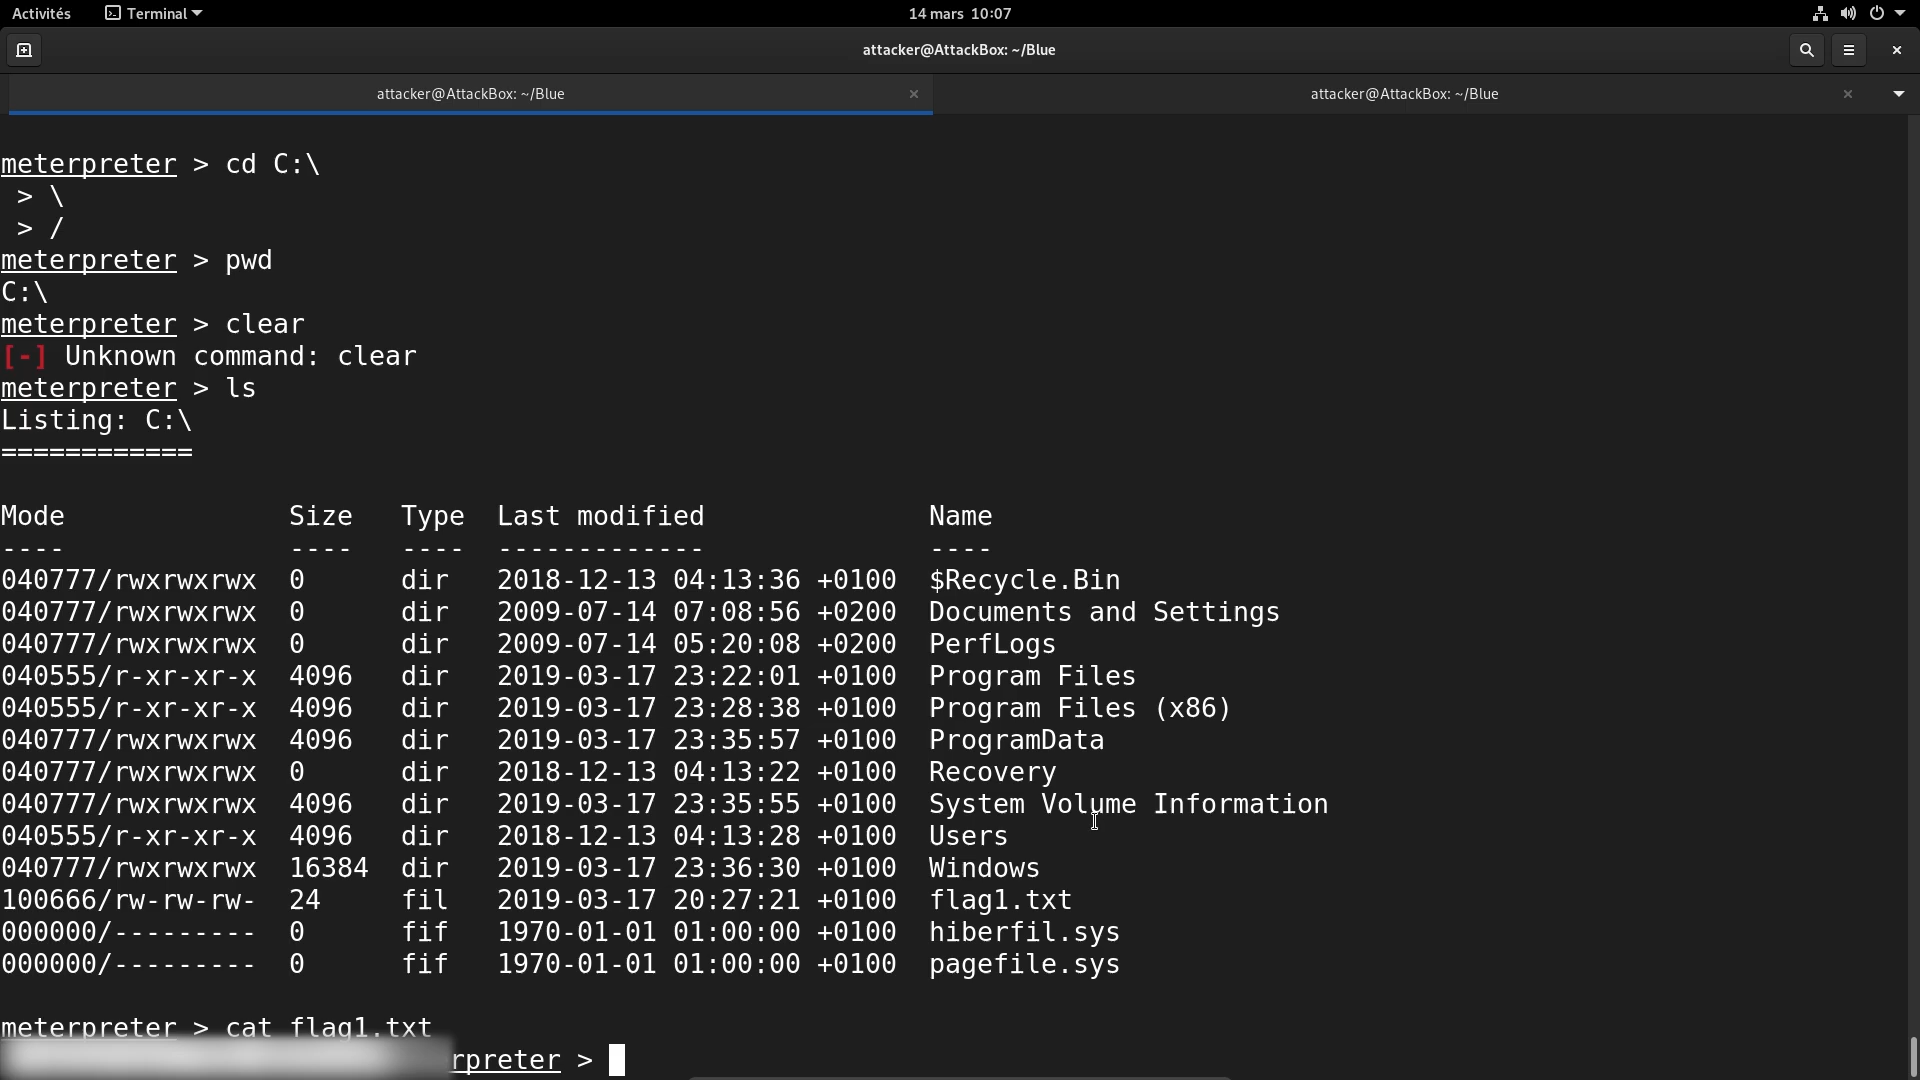 Activités Terminal 14 mars 10:07
attacker@AttackBox: ~/Blue
attacker@AttackBox: ~/Blue attacker@AttackBox: ~/Blue
meterpreter > cd C:\
 > \
 > /
meterpreter > pwd
C:\
meterpreter > clear
[-] Unknown command: clear
meterpreter > ls
Listing: C:\
============
Mode Size Type Last modified Name
---- ---- ---- ------------- ----
040777/rwxrwxrwx 0 dir 2018-12-13 04:13:36 +0100 $Recycle.Bin
040777/rwxrwxrwx 0 dir 2009-07-14 07:08:56 +0200 Documents and Settings
040777/rwxrwxrwx 0 dir 2009-07-14 05:20:08 +0200 PerfLogs
040555/r-xr-xr-x 4096 dir 2019-03-17 23:22:01 +0100 Program Files
040555/r-xr-xr-x 4096 dir 2019-03-17 23:28:38 +0100 Program Files (x86)
040777/rwxrwxrwx 4096 dir 2019-03-17 23:35:57 +0100 ProgramData
040777/rwxrwxrwx 0 dir 2018-12-13 04:13:22 +0100 Recovery
040777/rwxrwxrwx 4096 dir 2019-03-17 23:35:55 +0100 System Volume Information
040555/r-xr-xr-x 4096 dir 2018-12-13 04:13:28 +0100 Users
040777/rwxrwxrwx 16384 dir 2019-03-17 23:36:30 +0100 Windows
100666/rw-rw-rw- 24 fil 2019-03-17 20:27:21 +0100 flag1.txt
000000/--------- 0 fif 1970-01-01 01:00:00 +0100 hiberfil.sys
000000/--------- 0 fif 1970-01-01 01:00:00 +0100 pagefile.sys
meterpreter > cat flag1.txt
rpreter >